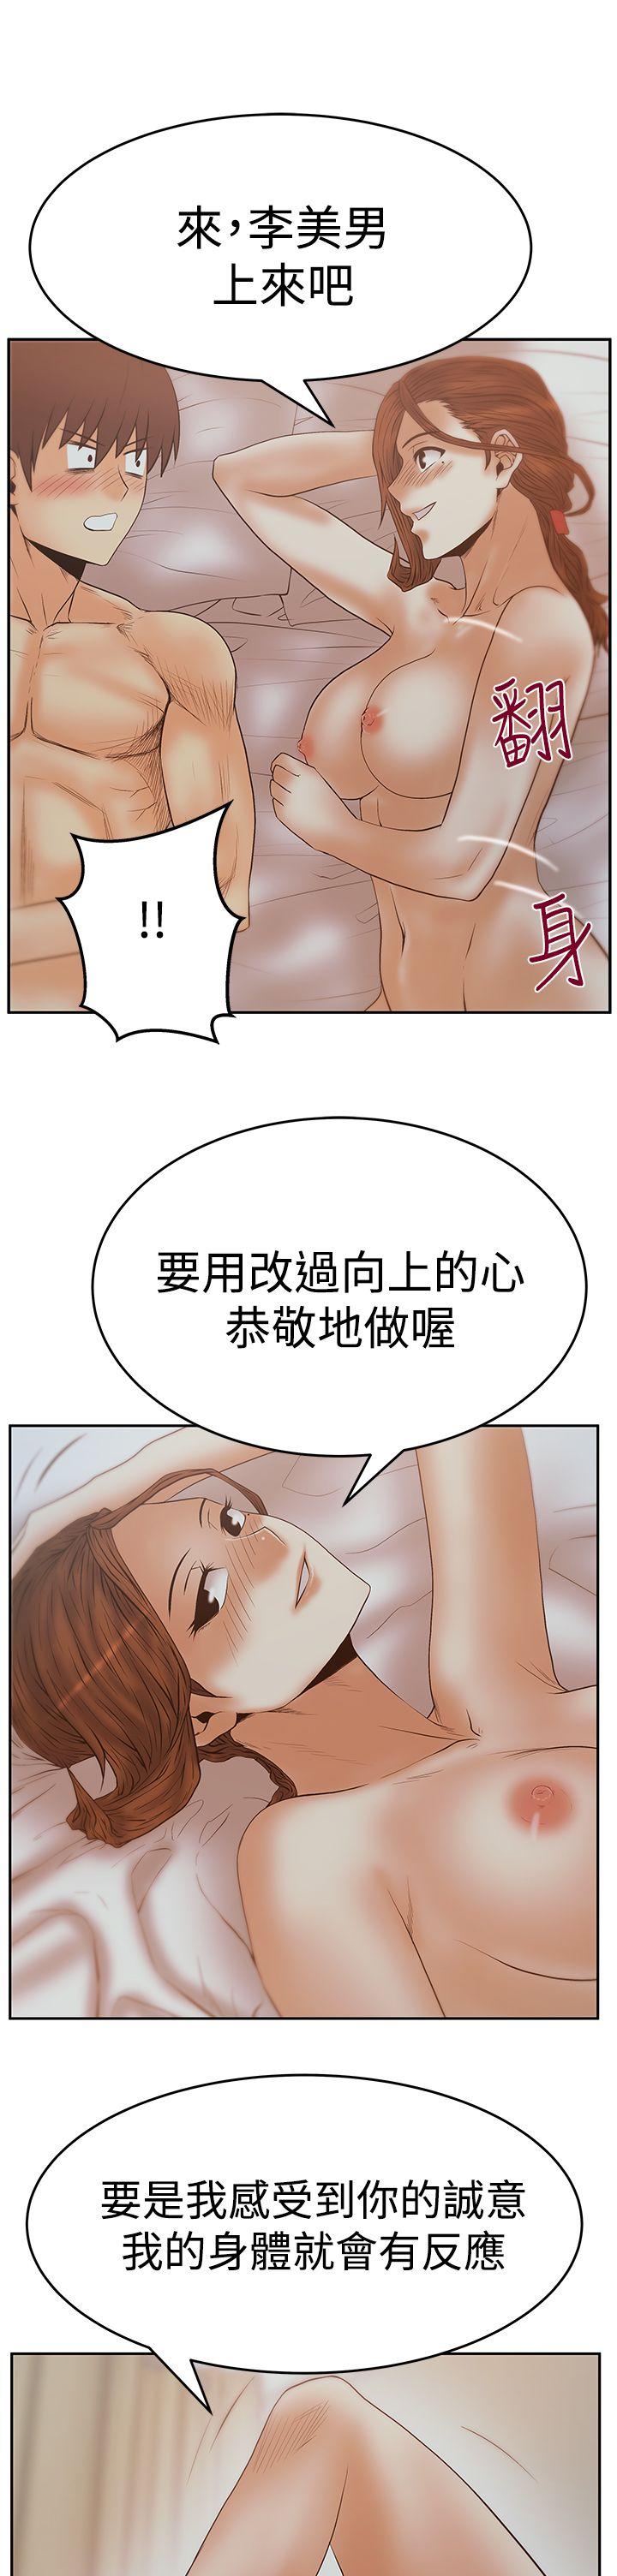 來，李美男
上來吧
翻
身
!!
要用改過向上的心
恭敬地做喔
要是我感受到你的誠意
我的身體就會有反應